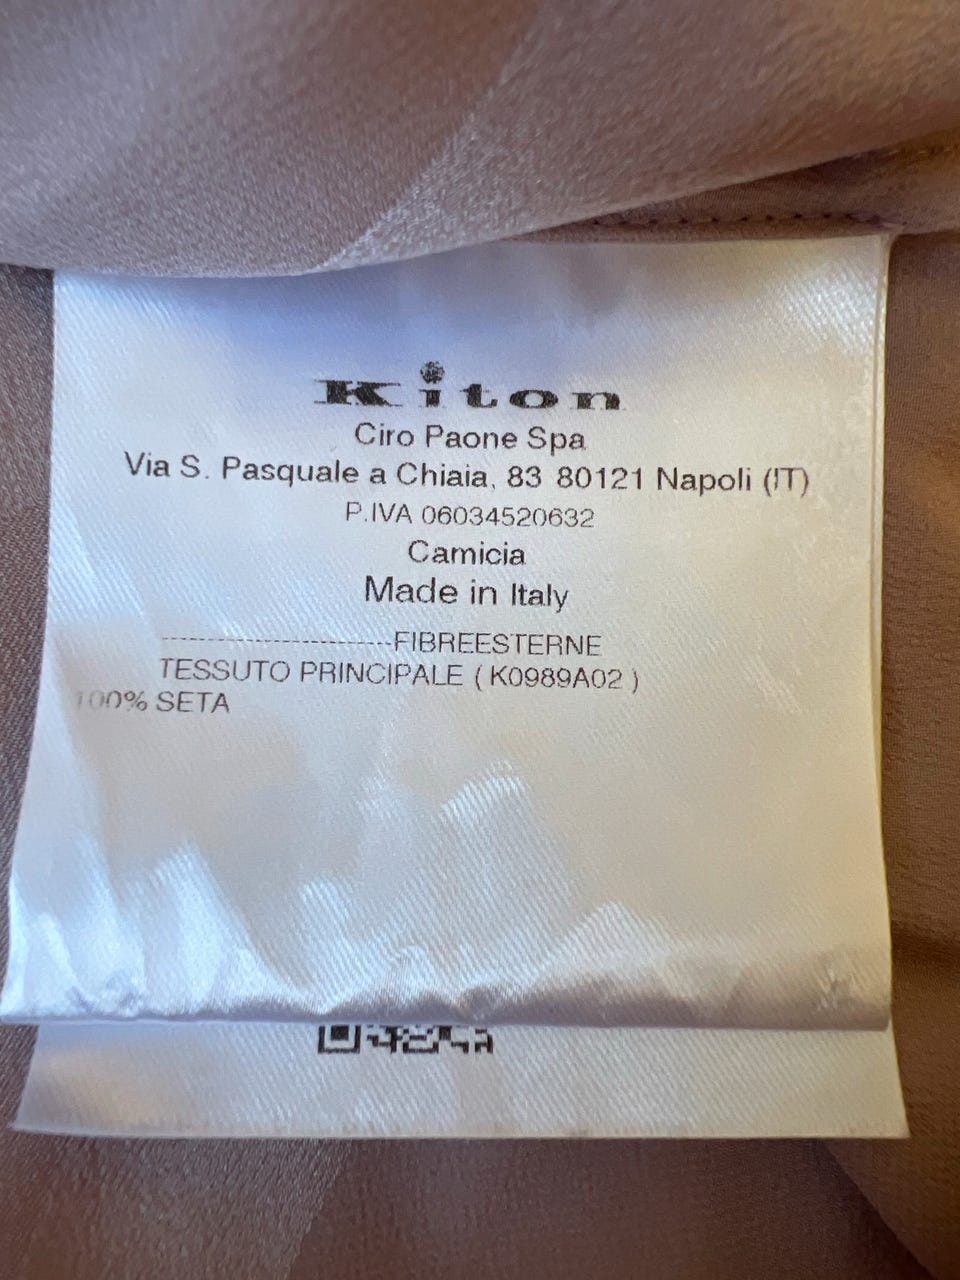 Kiton
Ciro Paone Spa
Via S. Pasquale a Chiaia, 83 80121 Napoli (IT)
P.IVA 06034520632
Camicia
Made in Italy
-----------------------FIBREESTERNE
TESSUTO PRINCIPALE ( K0989A02 )
100% SETA